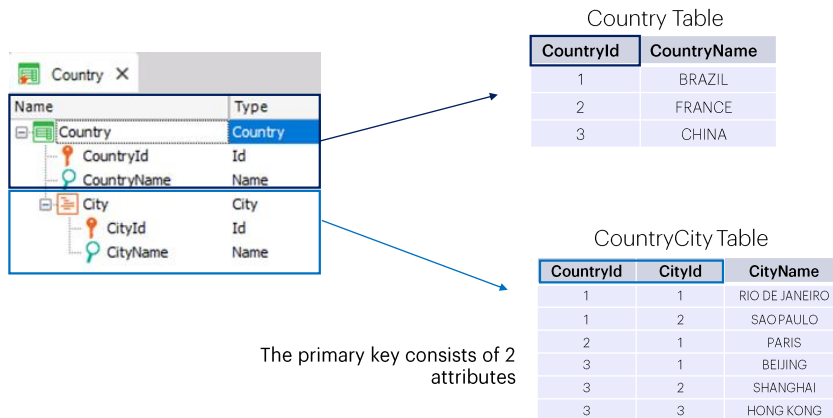 Country Table
CountryId CountryName
1 BRAZIL
2 FRANCE
3 CHINA
Country
Name Type
Country Country
CountryId Id
CountryName Name
City City
CityId Id
CityName Name
CountryCity Table
CountryId CityId CityName
1 1 RIO DE JANEIRO
1 2 SAO PAULO
2 1 PARIS
3 1 BEIJING
3 2 SHANGHAI
3 3 HONG KONG
The primary key consists of 2
attributes